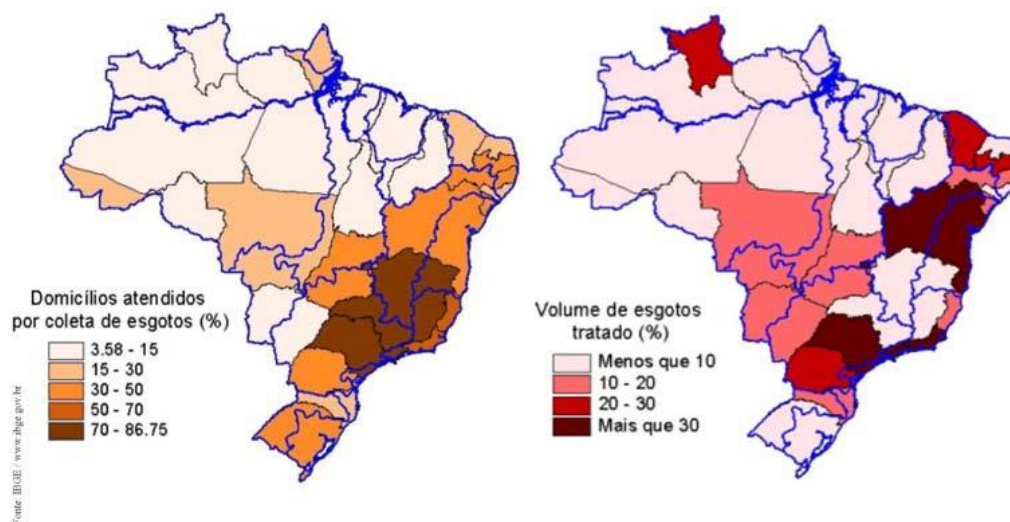 Domicílios atendidos
por coleta de esgotos (%)
3.58 - 15
15 - 30
30 - 50
50 - 70
70 - 86.75
Volume de esgotos
tratado (%)
Menos que 10
10 - 20
20 - 30
Mais que 30
Fonte: IBGE / www.ibge.gov.br